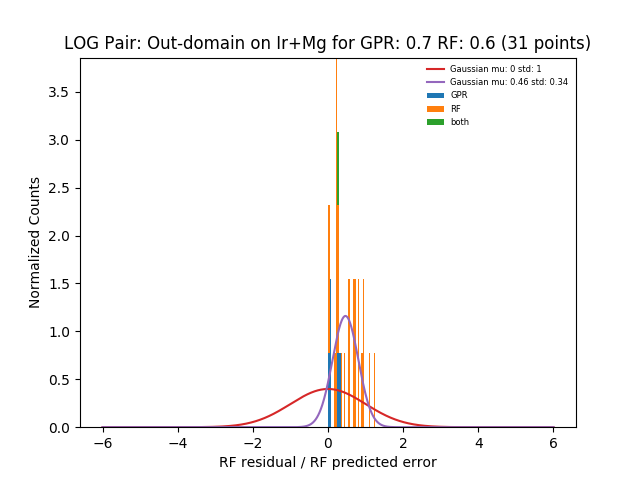 LOG Pair: Out-domain on Ir+Mg for GPR: 0.7 RF: 0.6 (31 points)
Gaussian mu: 0 std: 1
Gaussian mu: 0.46 std: 0.34
GPR
RF
both
Normalized Counts
3.5
3.0
2.5
2.0
1.5
1.0
0.5
0.0
−6 −4 −2 0 2 4 6
RF residual / RF predicted error